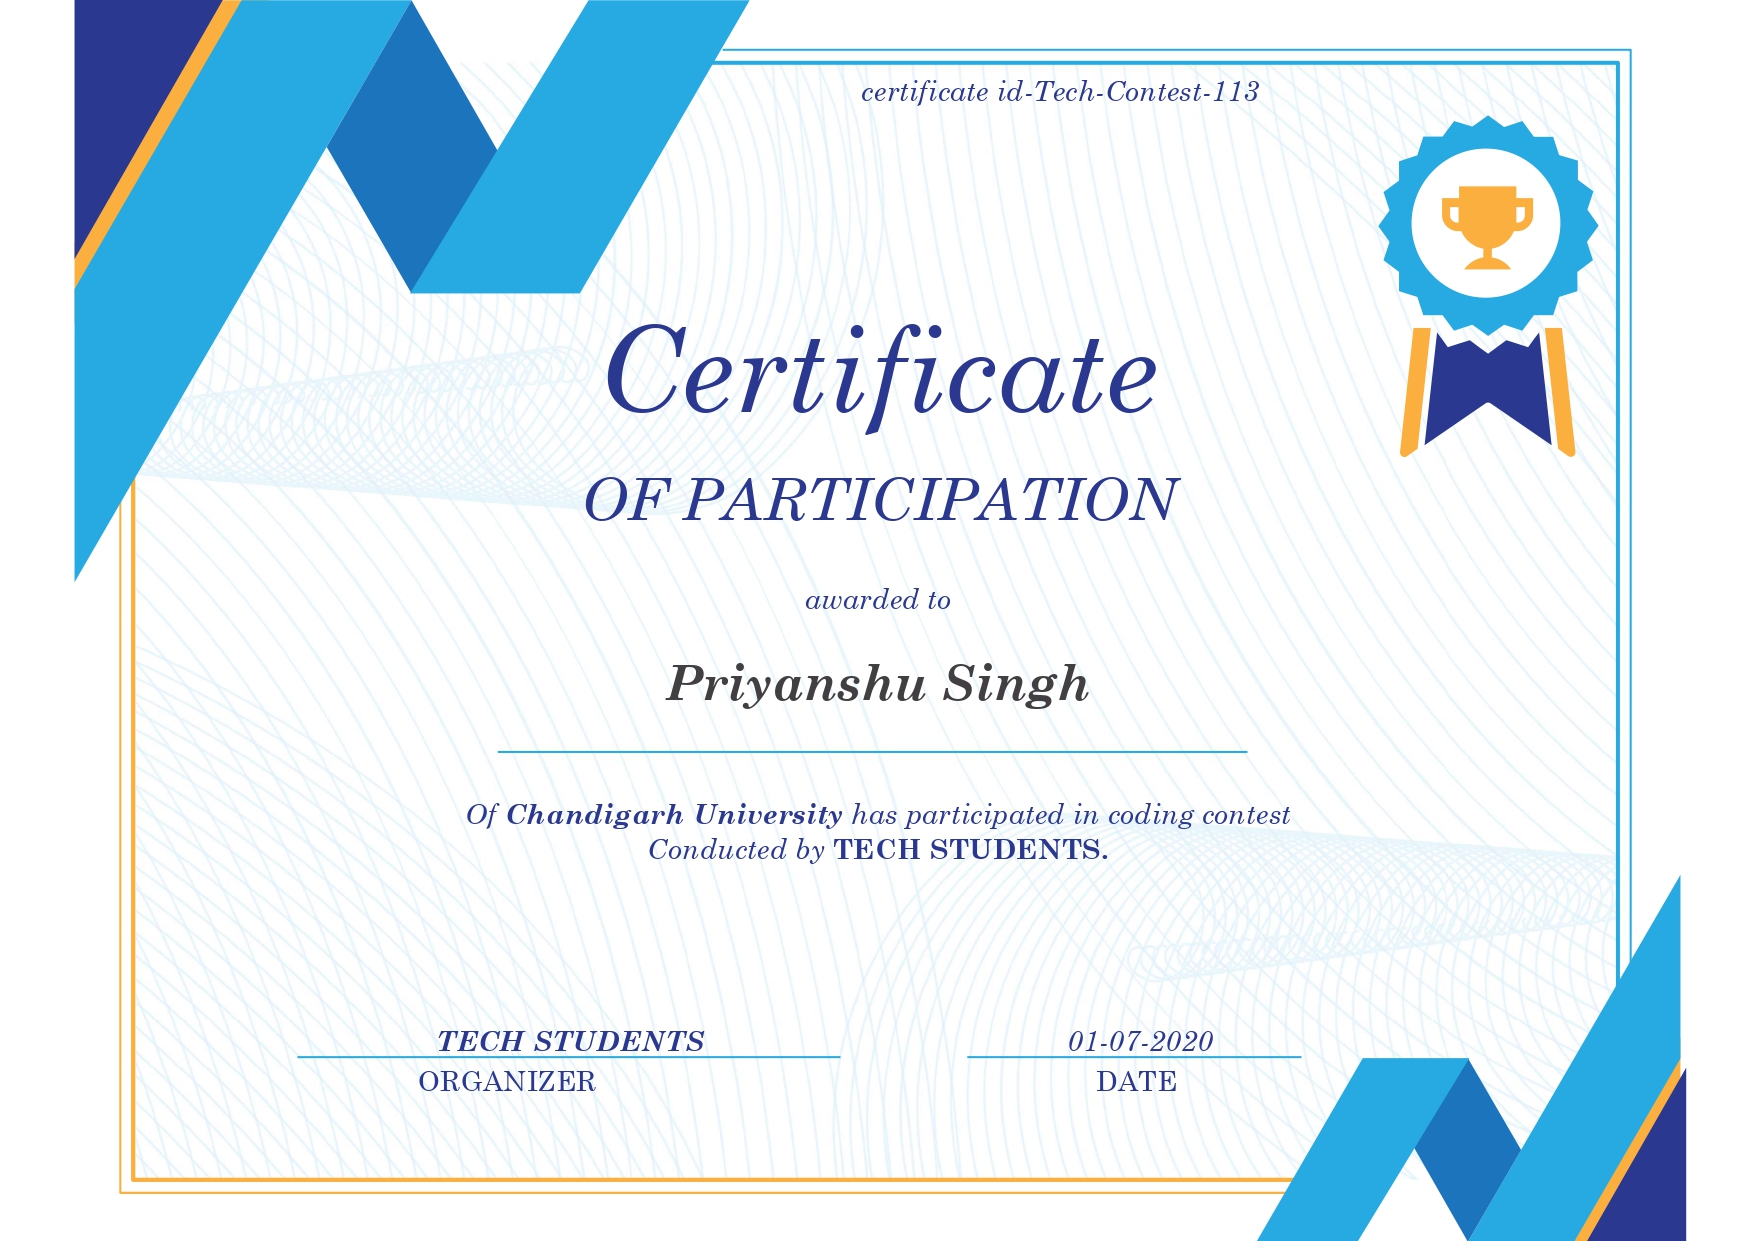 certificate id-Tech-Contest-113
Certificate
OF PARTICIPATION
awarded to
Priyanshu Singh
Of Chandigarh University has participated in coding contest
Conducted by TECH STUDENTS.
TECH STUDENTS
ORGANIZER
01-07-2020
DATE